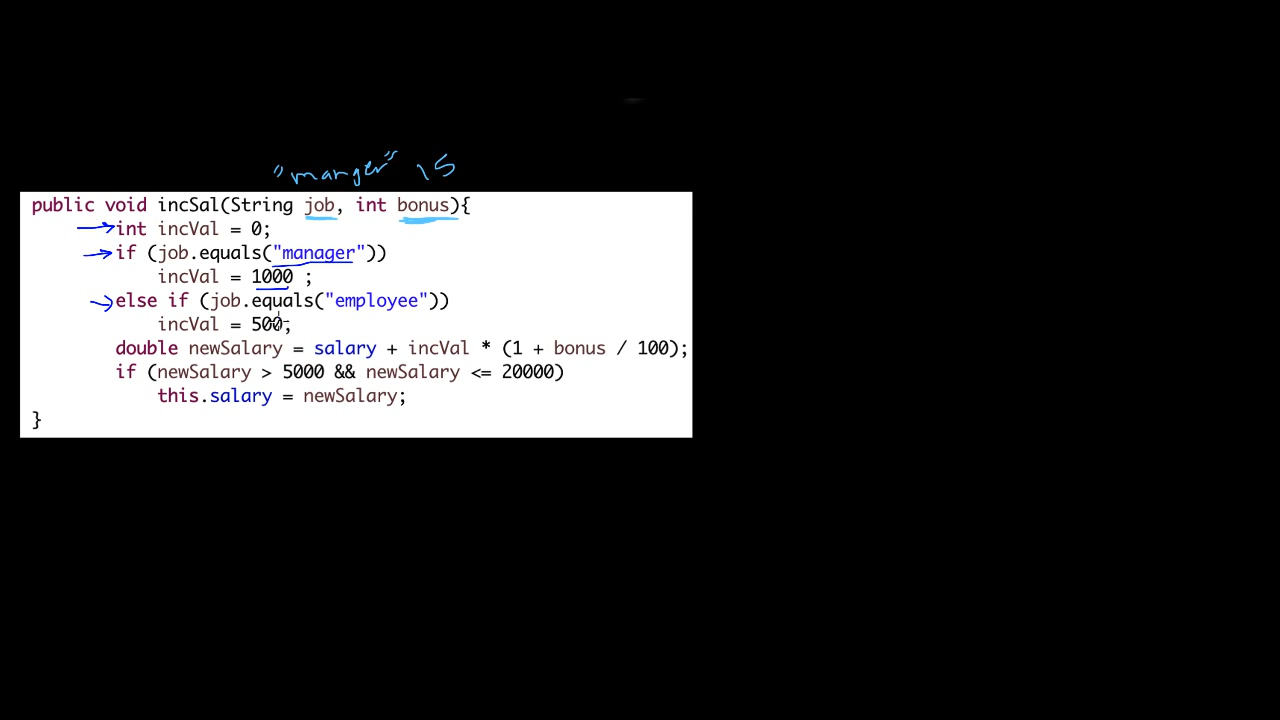 "manger" 15
public void incSal(String job, int bonus){
int incVal = 0;
if (job.equals("manager"))
incVal = 1000 ;
else if (job.equals("employee"))
incVal = 500;
double newSalary = salary + incVal * (1 + bonus / 100);
if (newSalary > 5000 && newSalary <= 20000)
this.salary = newSalary;
}